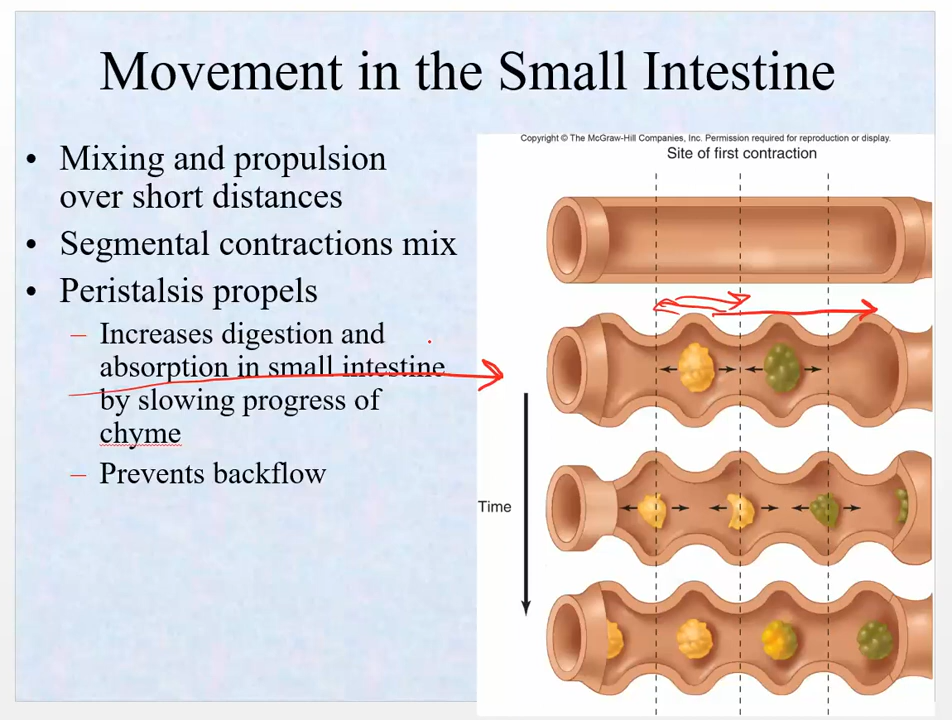 Movement in the Small Intestine
• Mixing and propulsion
over short distances
• Segmental contractions mix
• Peristalsis propels
– Increases digestion and
absorption in small intestine
by slowing progress of
chyme
– Prevents backflow
Copyright © The McGraw-Hill Companies, Inc. Permission required for reproduction or display.
Site of first contraction
Time